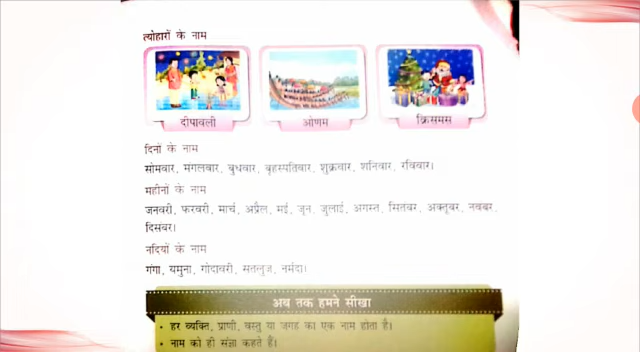 त्योहारों के नाम
दीपावली
ओणम
क्रिसमस
दिनों के नाम
सोमवार, मंगलवार, बुधवार, बृहस्पतिवार, शुक्रवार, शनिवार, रविवार।
महीनों के नाम
जनवरी, फरवरी, मार्च, अप्रैल, मई, जून, जुलाई, अगस्त, सितंबर, अक्तूबर, नवंबर,
दिसंबर।
नदियों के नाम
गंगा, यमुना, गोदावरी, सतलुज, नर्मदा।
अब तक हमने सीखा
• हर व्यक्ति, प्राणी, वस्तु या जगह का एक नाम होता है।
• नाम को ही संज्ञा कहते हैं।